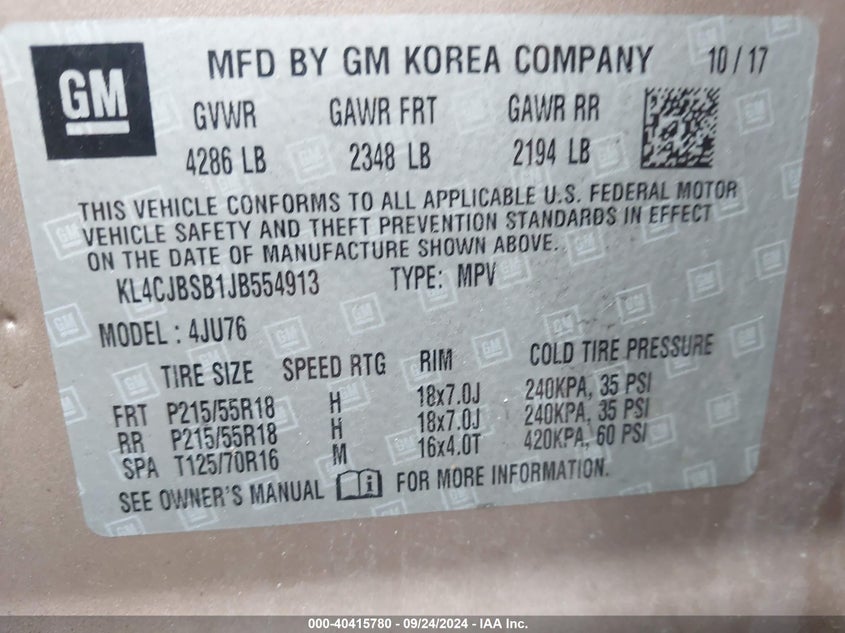 GM MFD BY GM KOREA COMPANY 10 / 17
GVWR GAWR FRT GAWR RR
4286 LB 2348 LB 2194 LB
THIS VEHICLE CONFORMS TO ALL APPLICABLE U.S. FEDERAL MOTOR
VEHICLE SAFETY AND THEFT PREVENTION STANDARDS IN EFFECT
ON THE DATE OF MANUFACTURE SHOWN ABOVE.
KL4CJBSB1JB554913 TYPE: MPV
MODEL : 4JU76
TIRE SIZE SPEED RTG RIM COLD TIRE PRESSURE
FRT P215/55R18 H 18x7.0J 240KPA, 35 PSI
RR P215/55R18 H 18x7.0J 240KPA, 35 PSI
SPA T125/70R16 M 16x4.0T 420KPA, 60 PSI
SEE OWNER'S MANUAL FOR MORE INFORMATION.
000-40415780 - 09/24/2024 - IAA Inc.